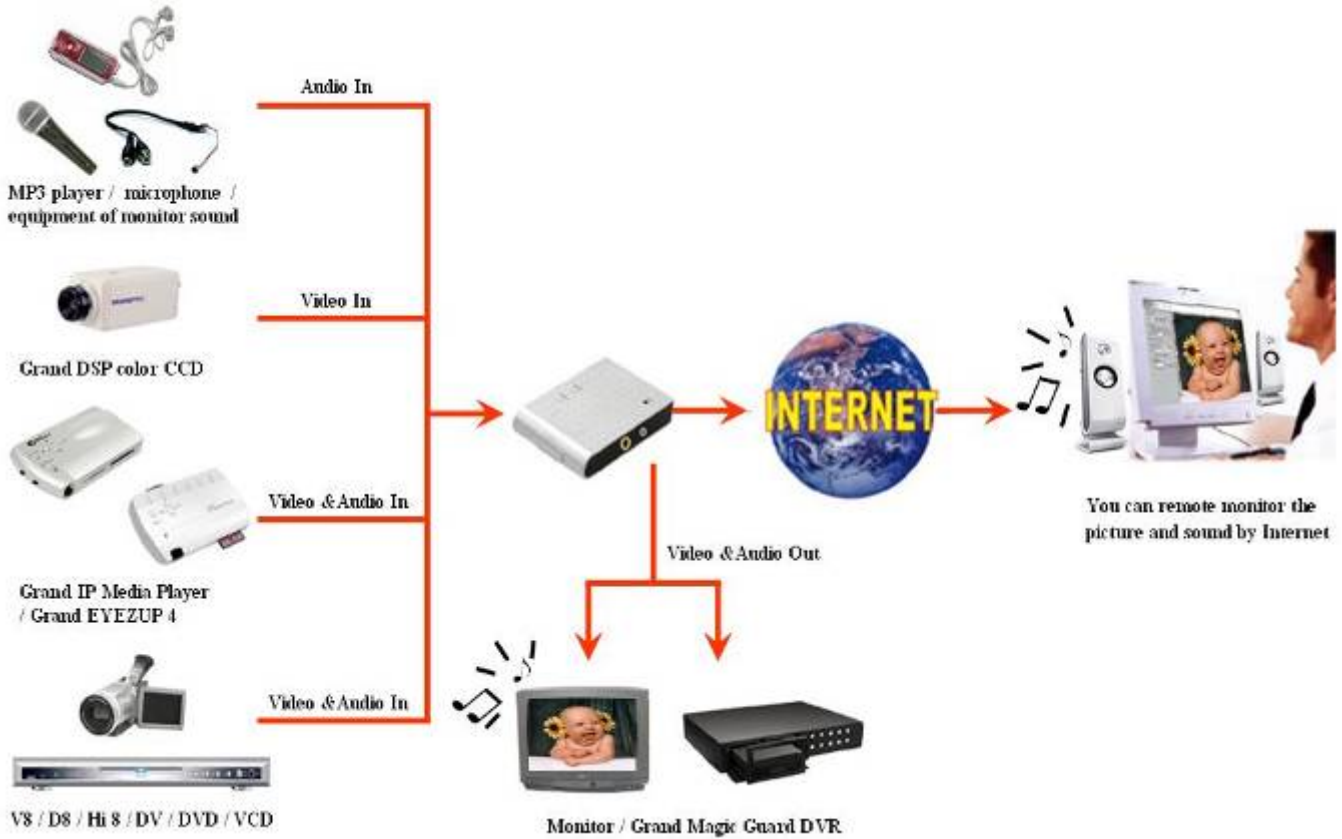 Audio In
MP3 player / microphone /
equipment of monitor sound
Video In
Grand DSP color CCD
INTERNET
Video & Audio In
Grand IP Media Player
/ Grand EYEZUP 4
You can remote monitor the
picture and sound by Internet
Video & Audio Out
Video & Audio In
V8 / D8 / Hi 8 / DV / DVD / VCD
Monitor / Grand Magic Guard DVR